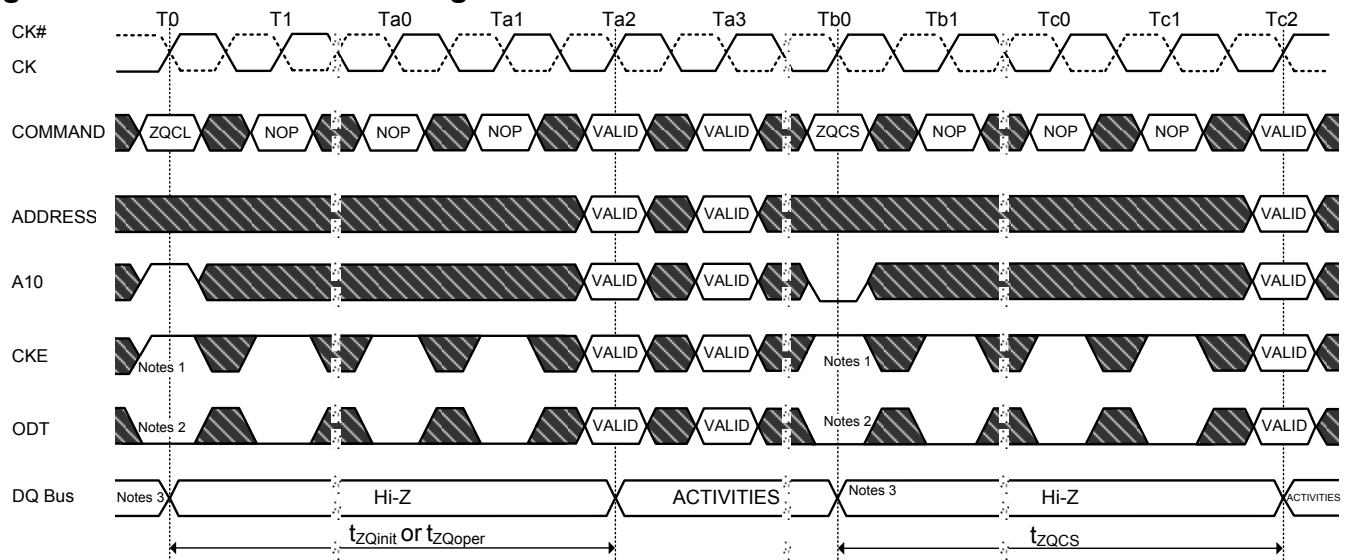 T0 T1 Ta0 Ta1 Ta2 Ta3 Tb0 Tb1 Tc0 Tc1 Tc2
CK#
CK
COMMAND ZQCL NOP NOP NOP VALID VALID ZQCS NOP NOP NOP VALID
ADDRESS VALID VALID VALID
A10 VALID VALID VALID
CKE Notes 1 VALID VALID Notes 1 VALID
ODT Notes 2 VALID VALID Notes 2 VALID
DQ Bus Notes 3 Hi-Z ACTIVITIES Notes 3 Hi-Z ACTIVITIES
tZQinit or tZQoper tZQCS